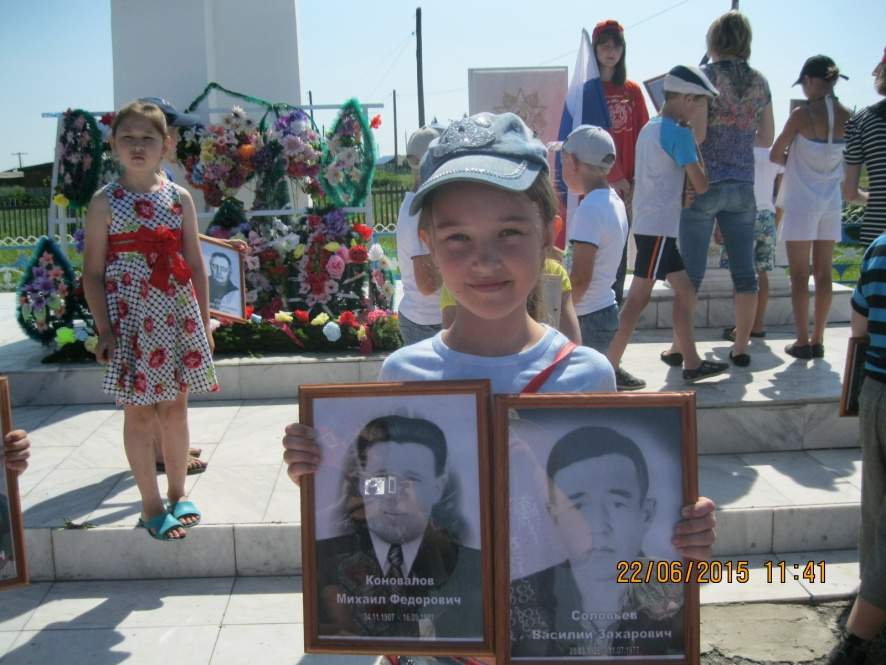 Коновалов
Михаил Федорович
Соловьев
Василий Захарович
22/06/2015 11:41